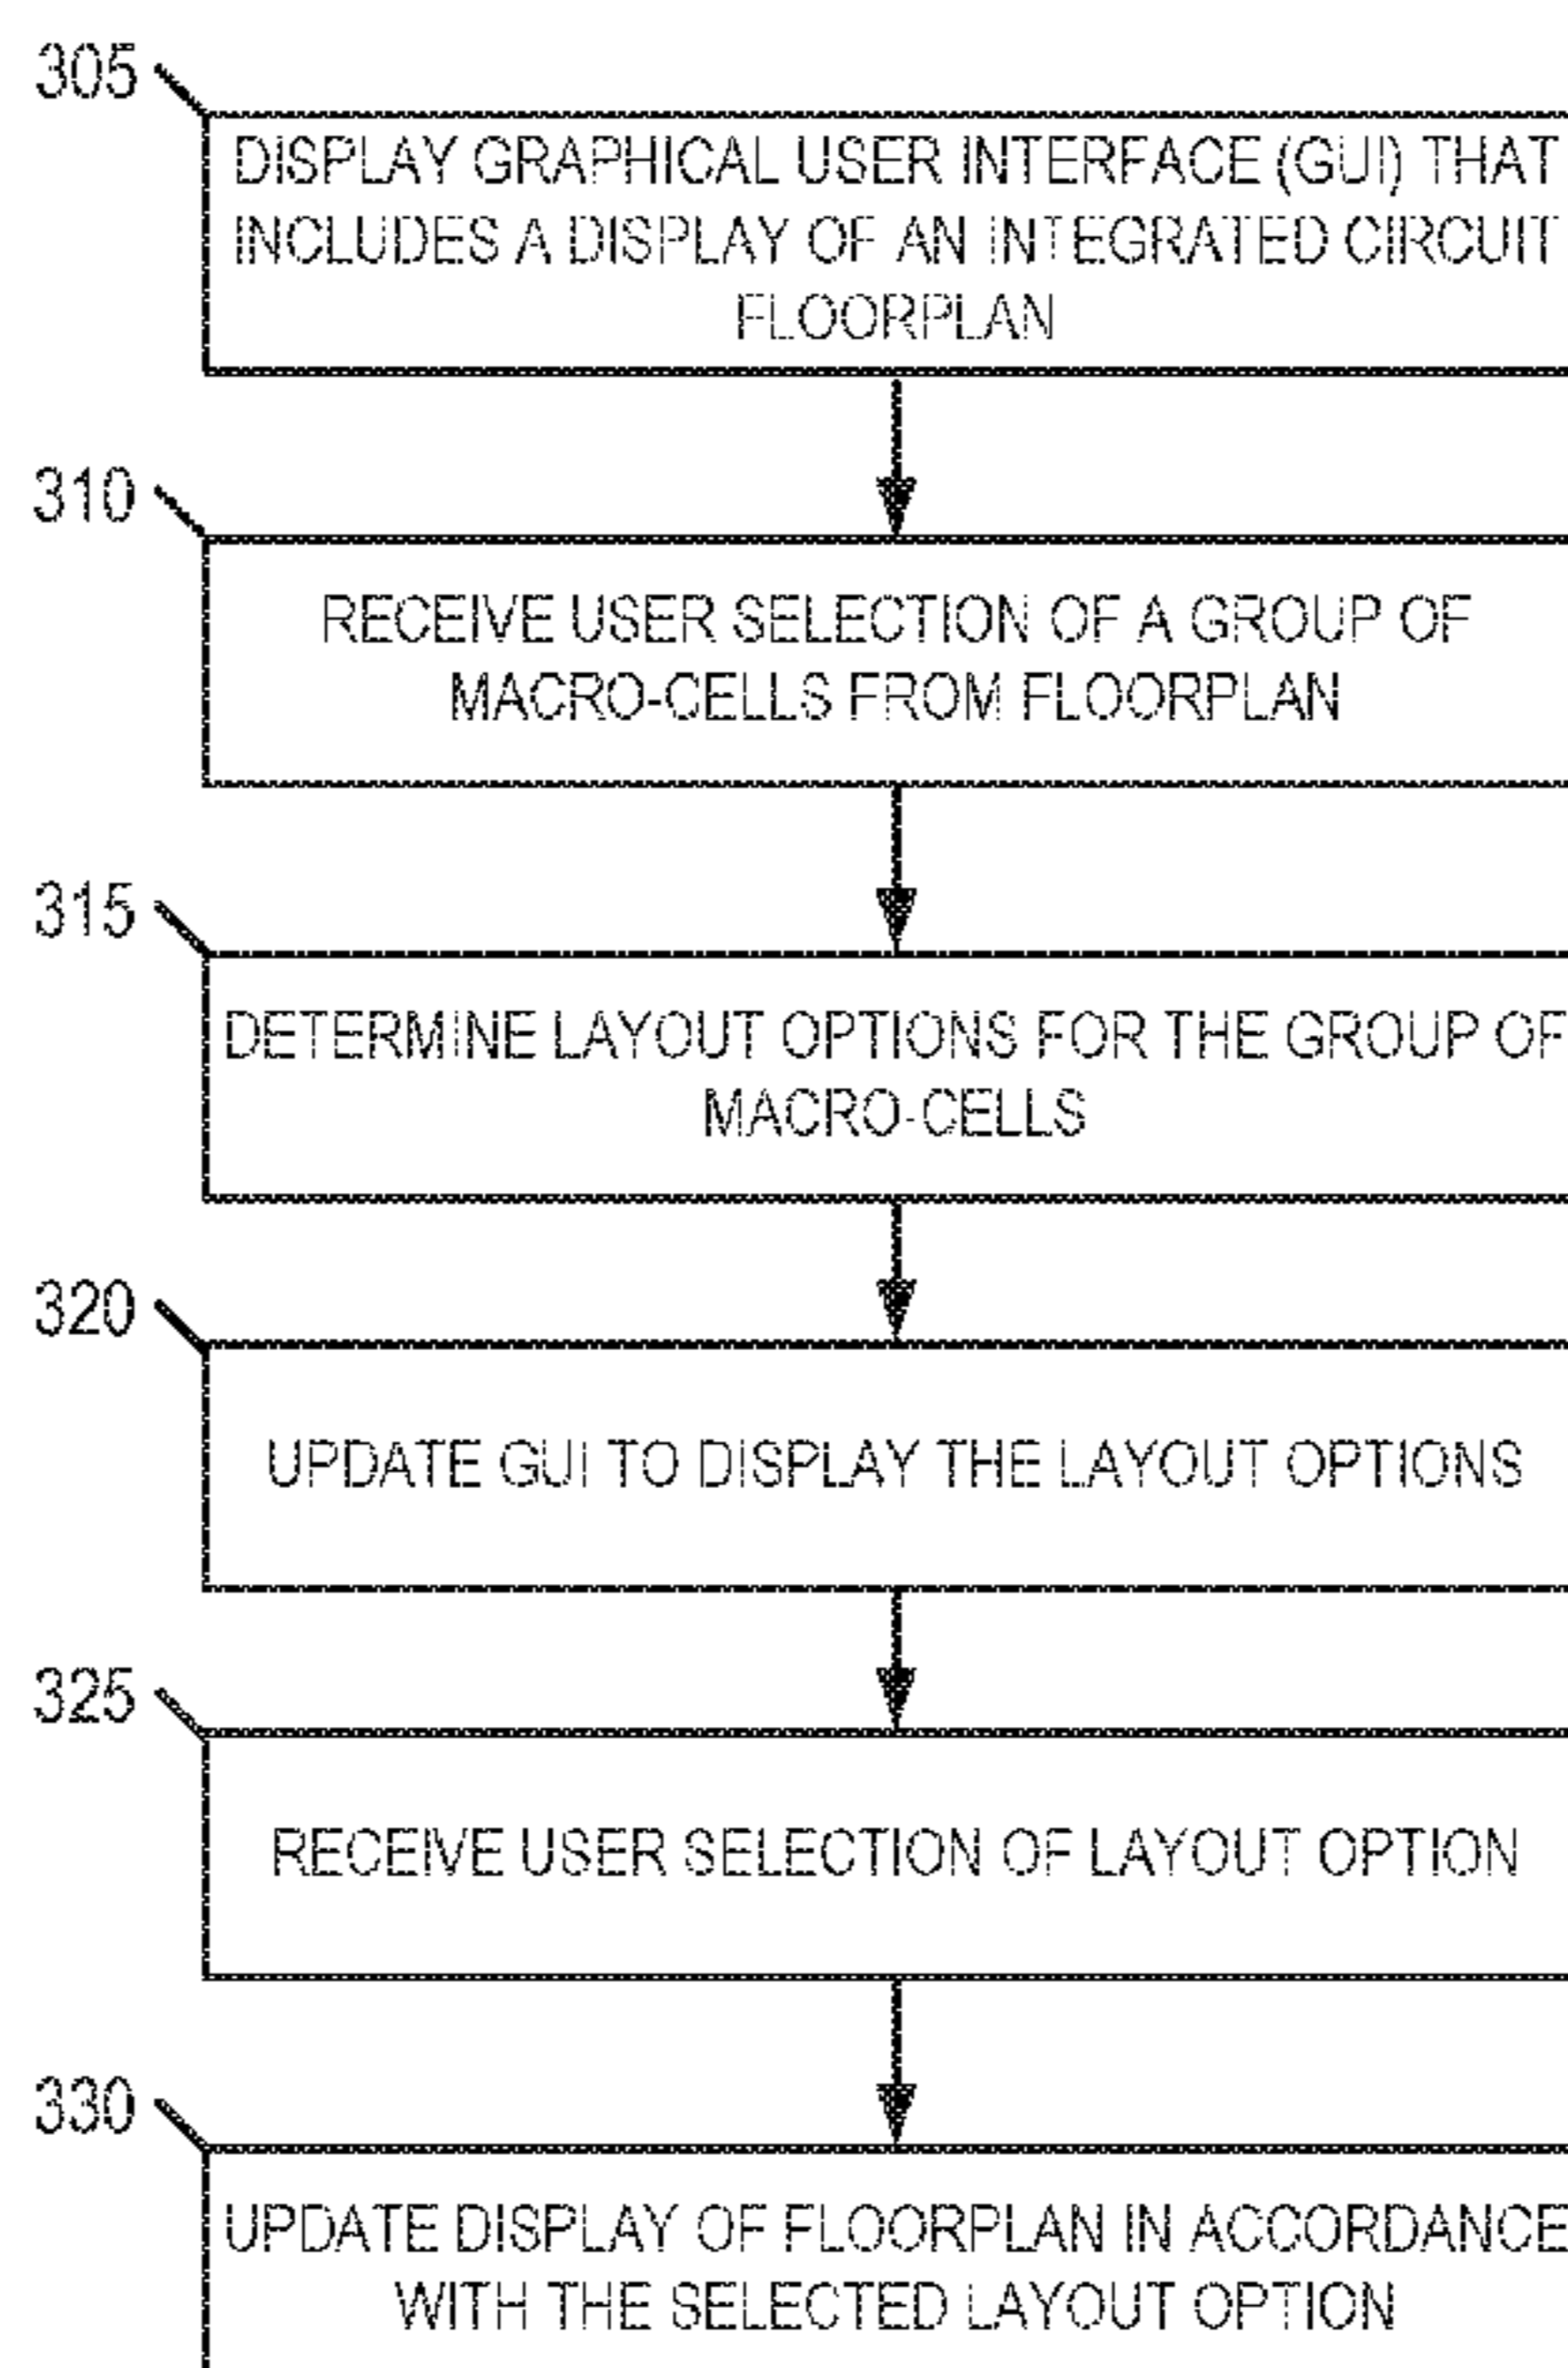 305
DISPLAY GRAPHICAL USER INTERFACE (GUI) THAT
INCLUDES A DISPLAY OF AN INTEGRATED CIRCUIT
FLOORPLAN
310
RECEIVE USER SELECTION OF A GROUP OF
MACRO-CELLS FROM FLOORPLAN
315
DETERMINE LAYOUT OPTIONS FOR THE GROUP OF
MACRO-CELLS
320
UPDATE GUI TO DISPLAY THE LAYOUT OPTIONS
325
RECEIVE USER SELECTION OF LAYOUT OPTION
330
UPDATE DISPLAY OF FLOORPLAN IN ACCORDANCE
WITH THE SELECTED LAYOUT OPTION